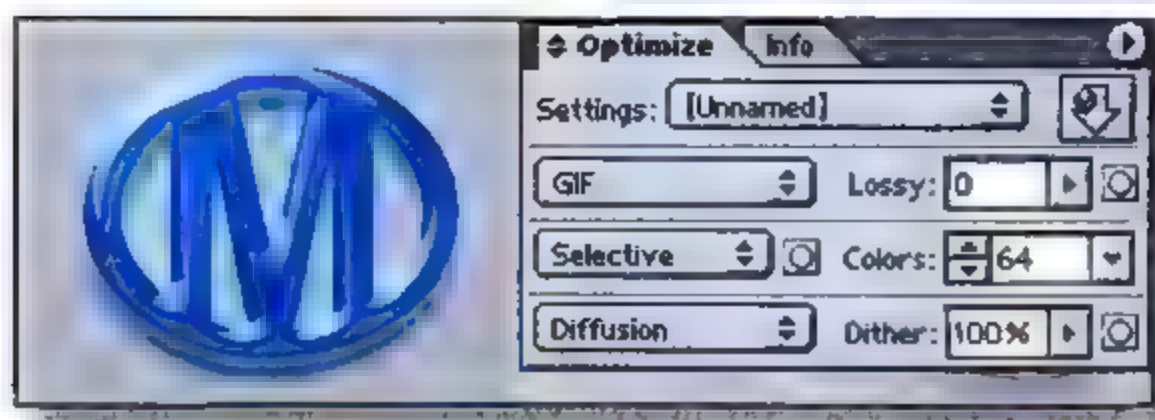 M
Optimize Info
Settings: [Unnamed]
GIF Lossy: 0
Selective Colors: 64
Diffusion Dither: 100%